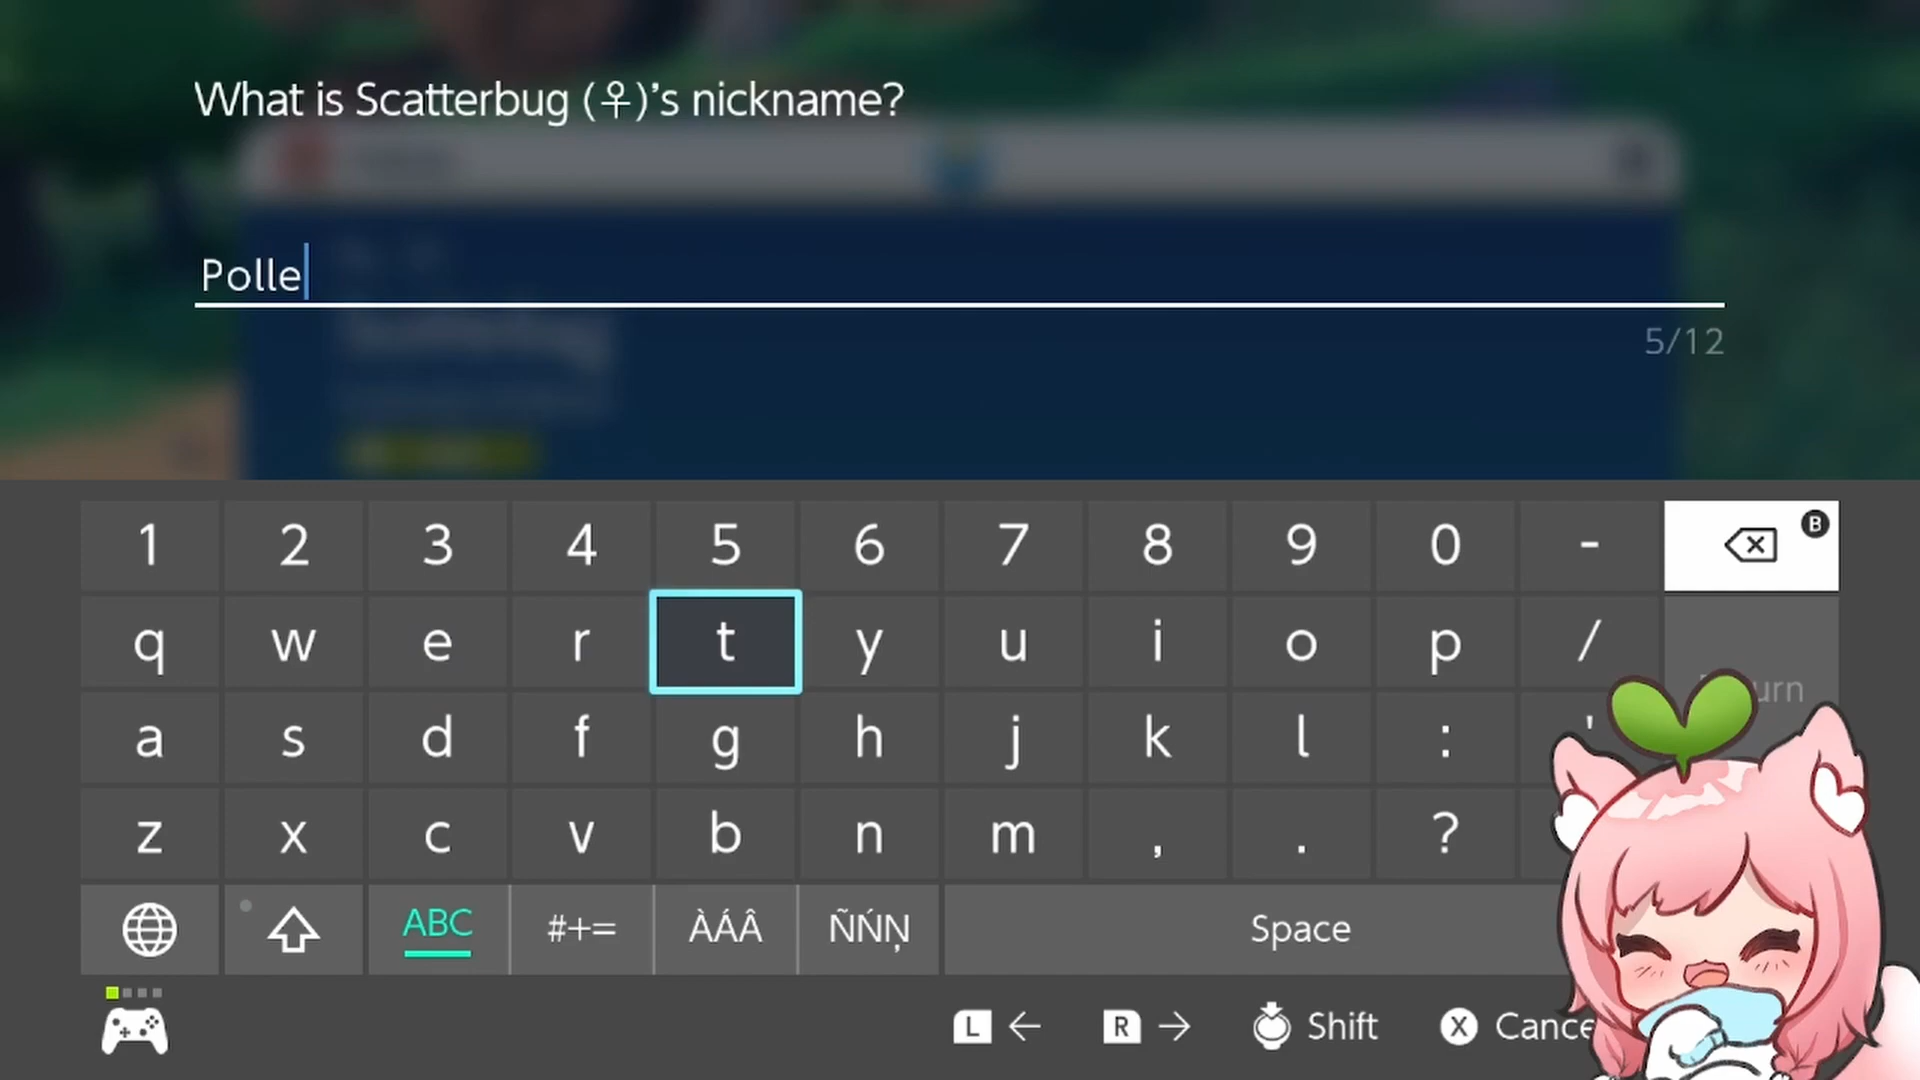 What is Scatterbug (♀)'s nickname?
Polle
5/12
1 2 3 4 5 6 7 8 9 0 - B
q w e r t y u i o p /
a s d f g h j k l : '
z x c v b n m , . ?
ABC #+= ÀÁÂ ÑŃŅ Space
L ← R → Shift X Cance